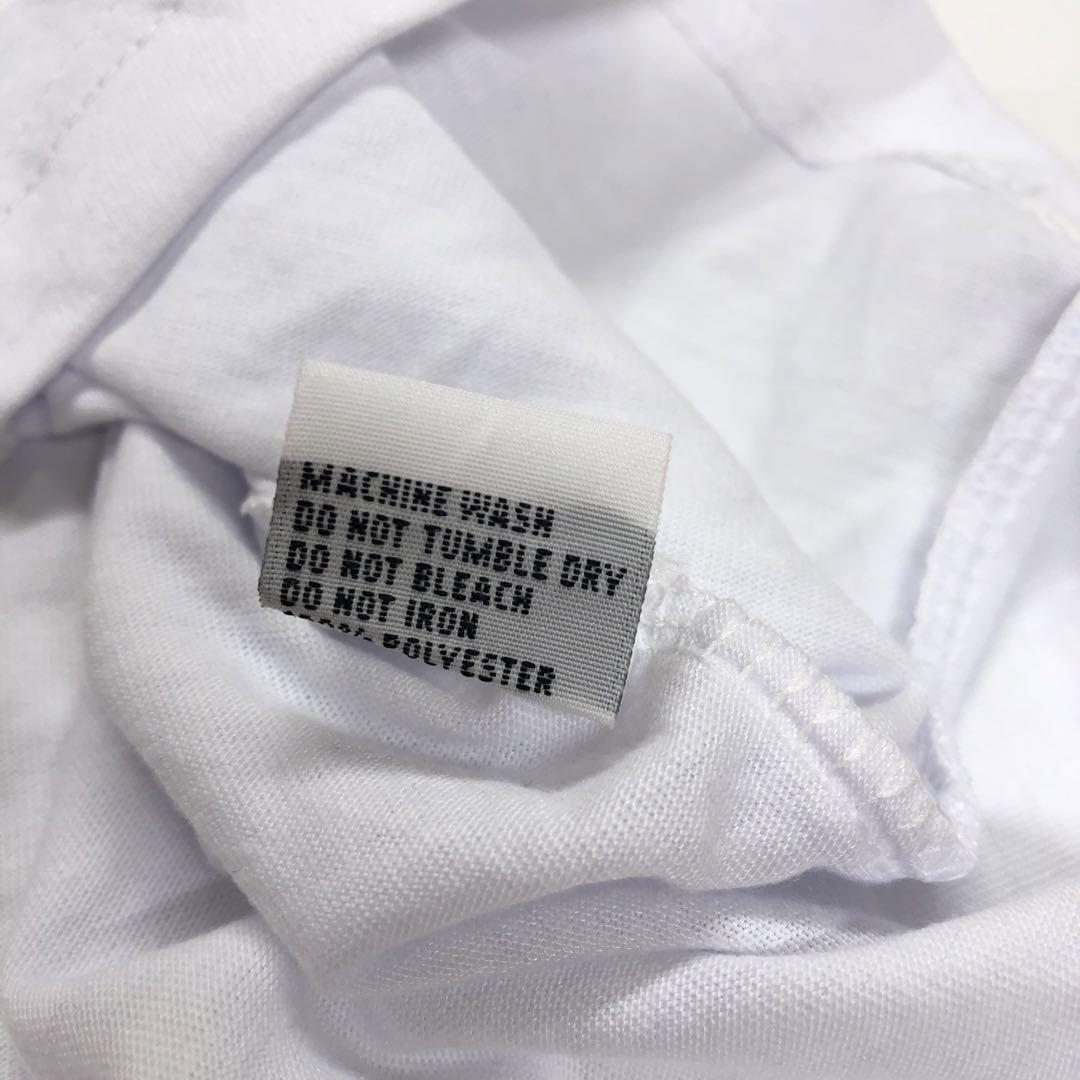 MACHINE WASH
DO NOT TUMBLE DRY
DO NOT BLEACH
DO NOT IRON
POLYESTER